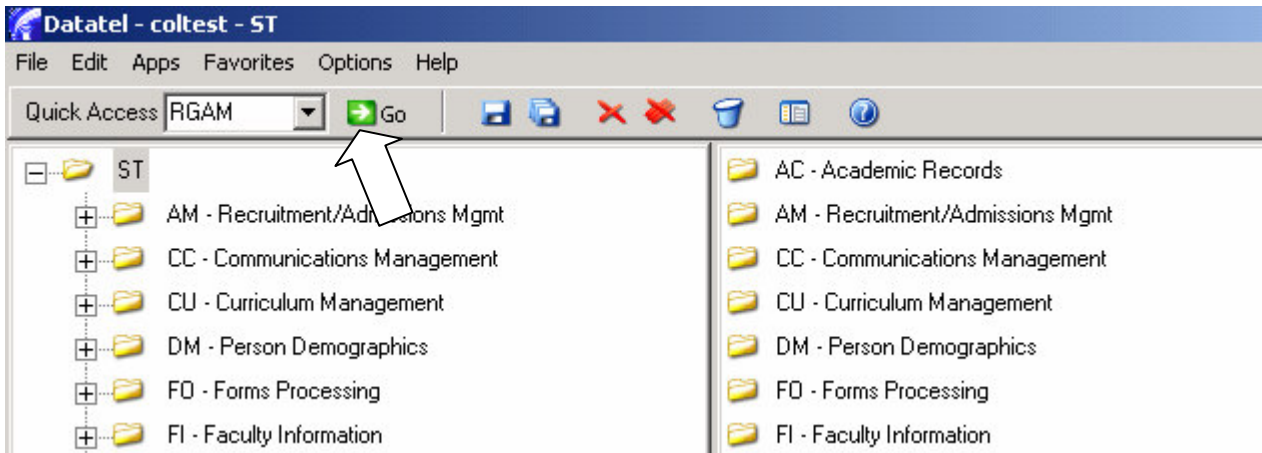 Datatel - coltest - ST
File Edit Apps Favorites Options Help
Quick Access RGAM Go
ST
AM - Recruitment/Admissions Mgmt
CC - Communications Management
CU - Curriculum Management
DM - Person Demographics
FO - Forms Processing
FI - Faculty Information
AC - Academic Records
AM - Recruitment/Admissions Mgmt
CC - Communications Management
CU - Curriculum Management
DM - Person Demographics
FO - Forms Processing
FI - Faculty Information